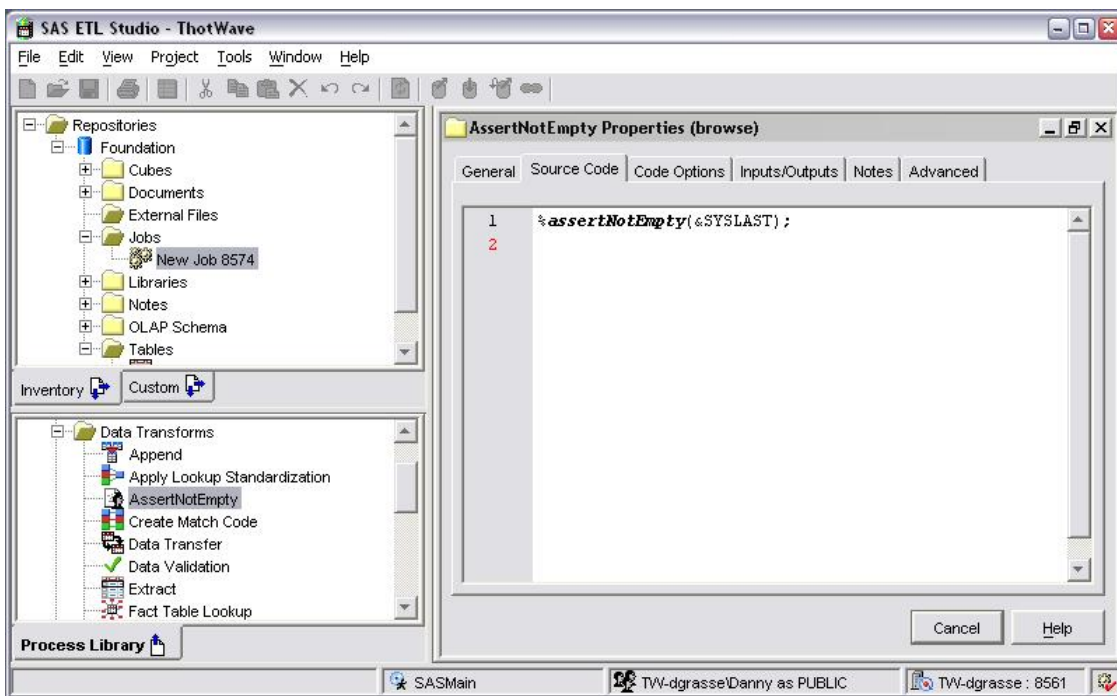 SAS ETL Studio - ThotWave
File Edit View Project Tools Window Help
Repositories
Foundation
Cubes
Documents
External Files
Jobs
New Job 8574
Libraries
Notes
OLAP Schema
Tables
Inventory Custom
Data Transforms
Append
Apply Lookup Standardization
AssertNotEmpty
Create Match Code
Data Transfer
Data Validation
Extract
Fact Table Lookup
Process Library
AssertNotEmpty Properties (browse)
General Source Code Code Options Inputs/Outputs Notes Advanced
1 %assertNotEmpty(&SYSLAST);
2
Cancel Help
SASMain TW-dgrasse\Danny as PUBLIC TW-dgrasse : 8561